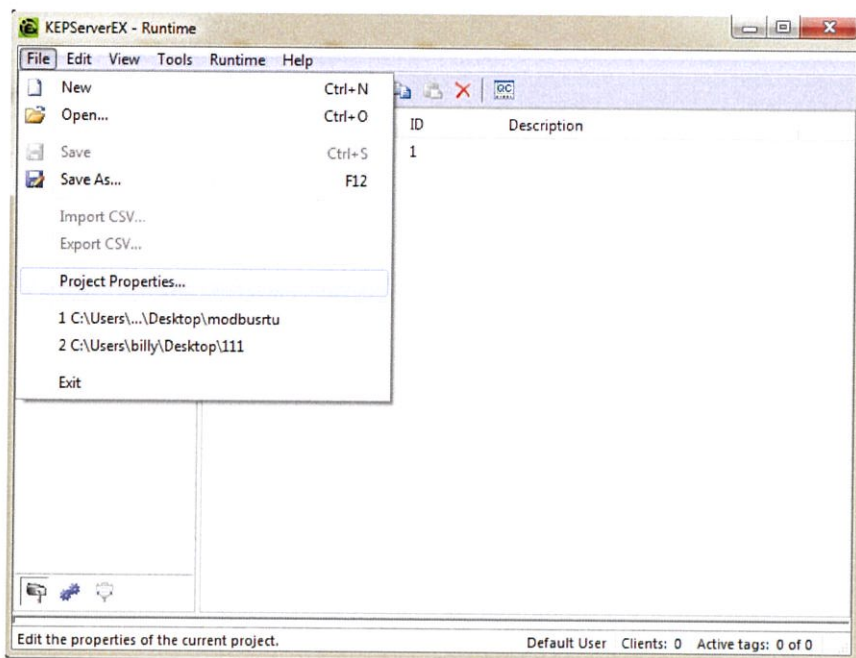 KEPServerEX - Runtime
File Edit View Tools Runtime Help
New Ctrl+N
Open... Ctrl+O
Save Ctrl+S
Save As... F12
Import CSV...
Export CSV...
Project Properties...
1 C:\Users\...\Desktop\modbusrtu
2 C:\Users\billy\Desktop\111
Exit
ID Description
1
QC
Edit the properties of the current project. Default User Clients: 0 Active tags: 0 of 0